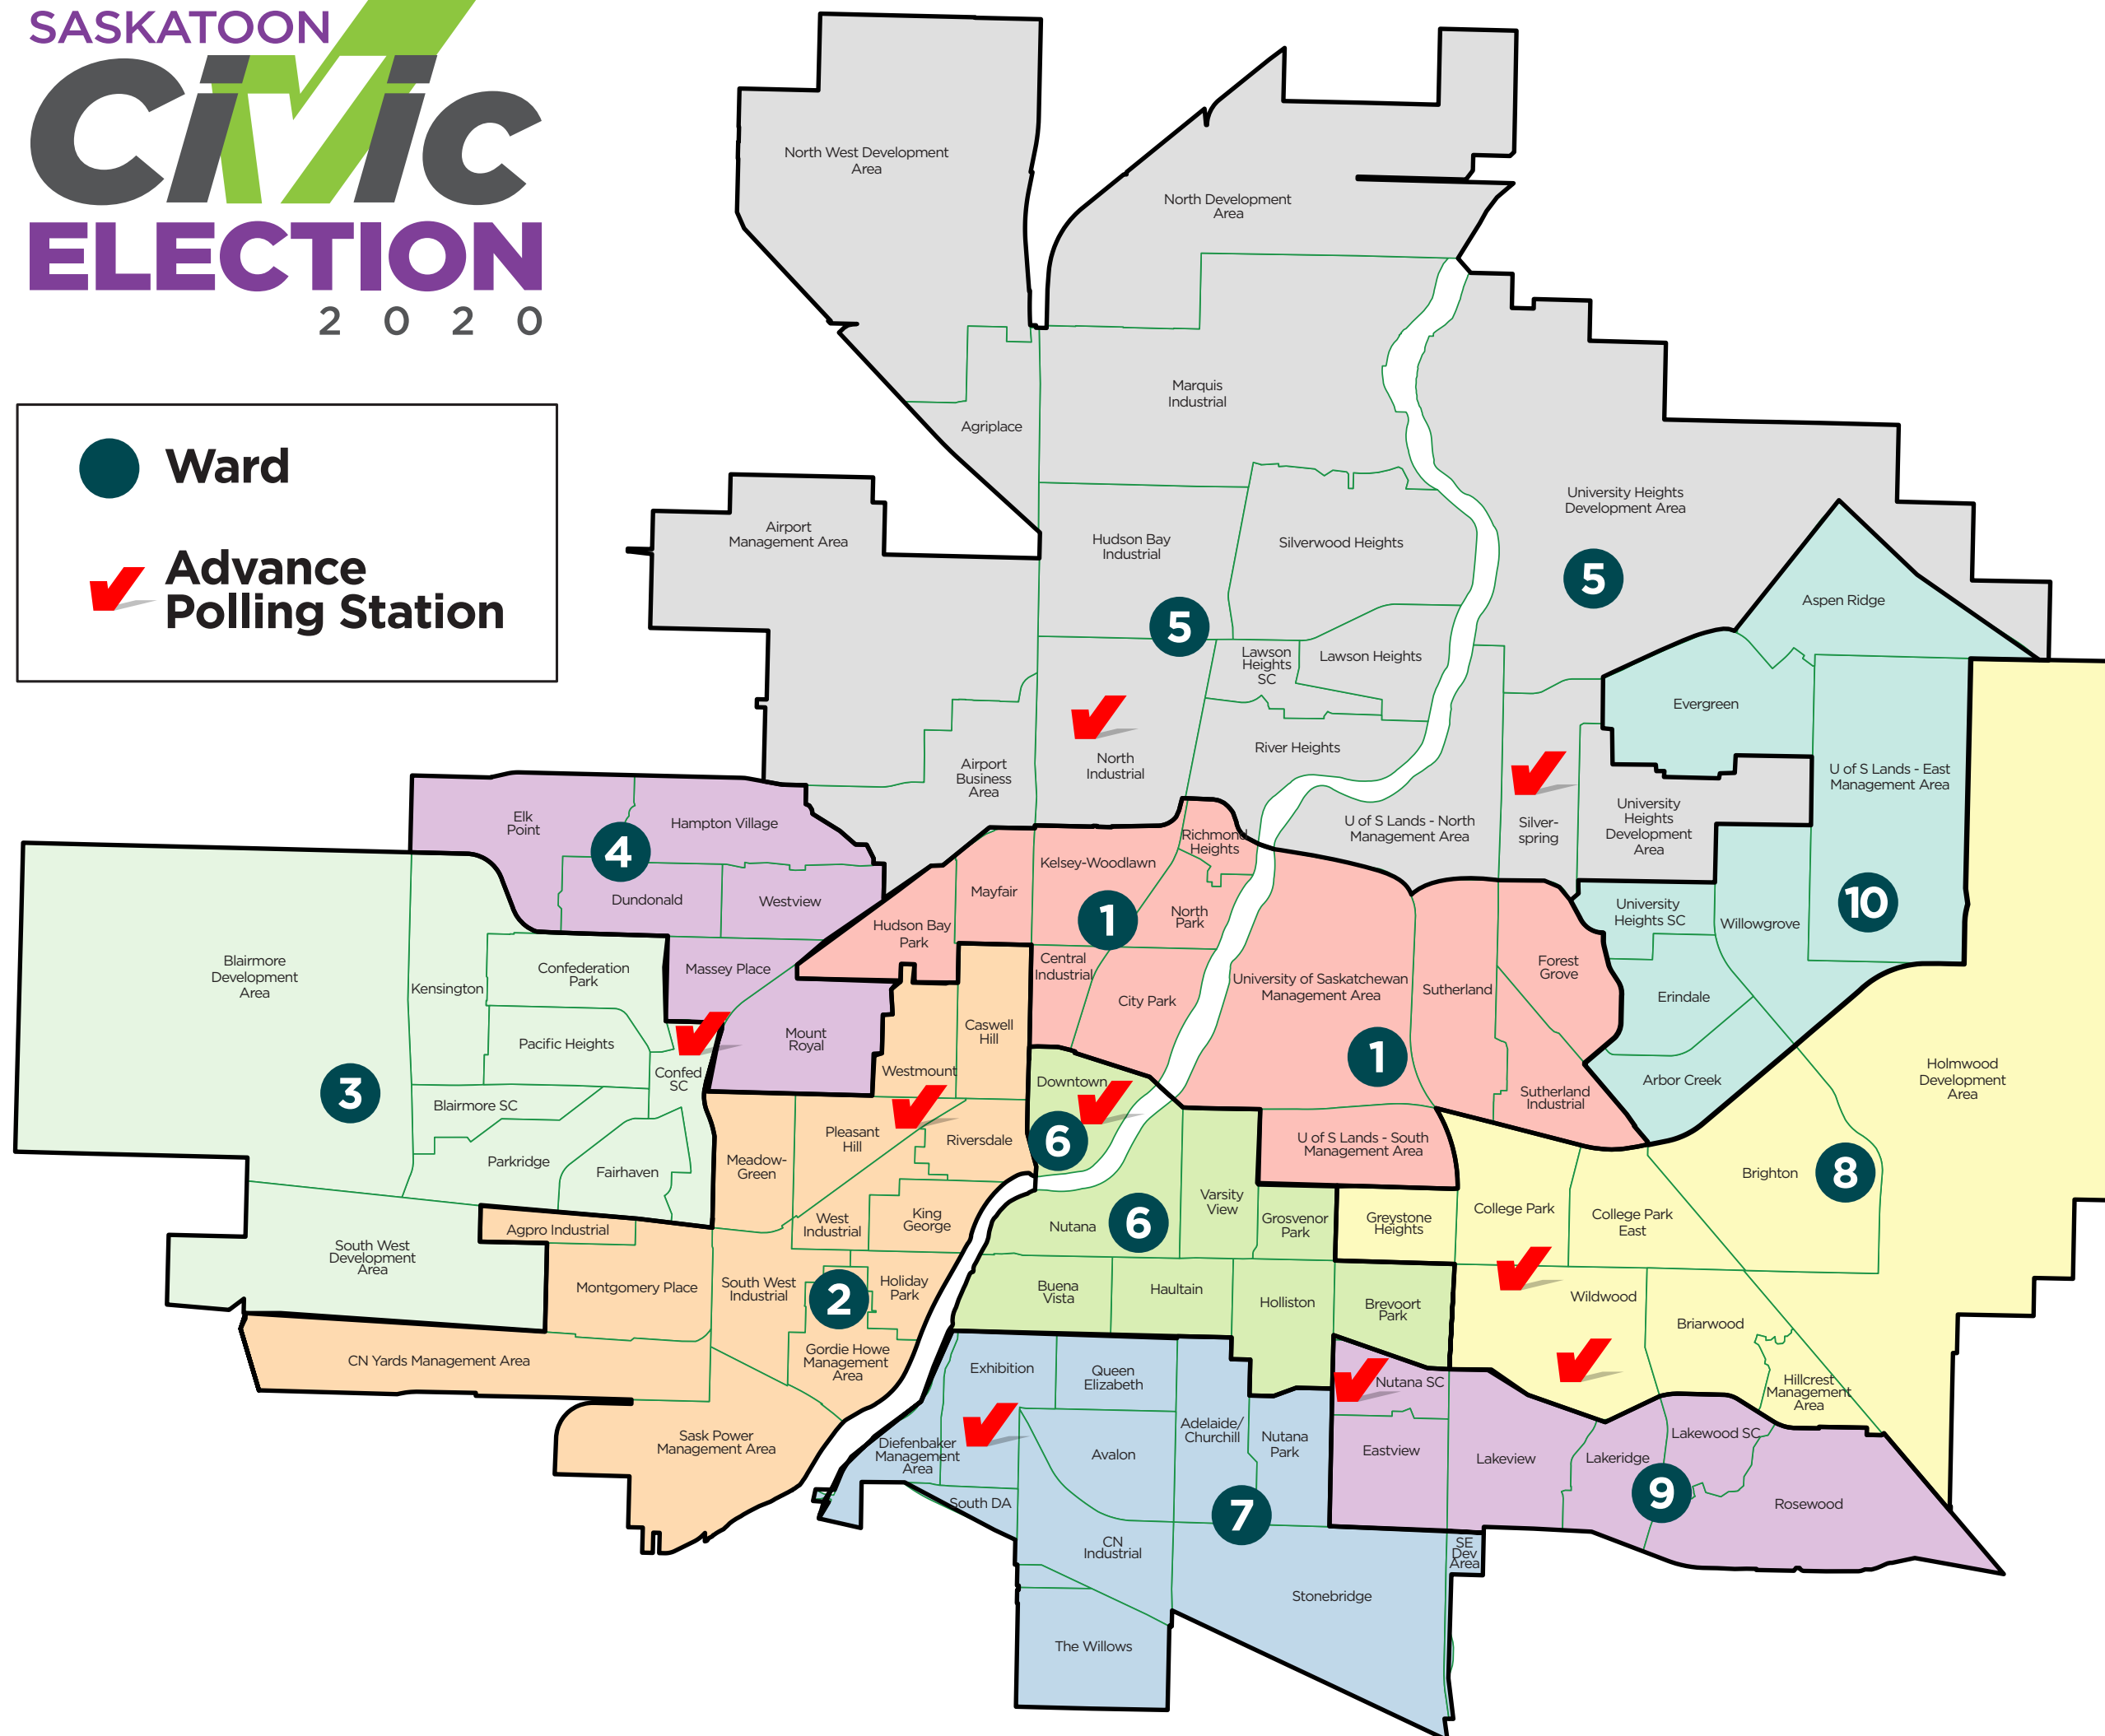 SASKATOON
CiVic
ELECTION
2 0 2 0
Ward
Advance
Polling Station
North West Development
Area
North Development
Area
Marquis
Industrial
Agriplace
University Heights
Development Area
Airport
Management Area
Hudson Bay
Industrial
Silverwood Heights
5
5
Aspen Ridge
Lawson
Heights
SC
Lawson Heights
Evergreen
River Heights
North
Industrial
Airport
Business
Area
U of S Lands - East
Management Area
University
Heights
Development
Area
Silver-
spring
U of S Lands - North
Management Area
Elk
Point
Hampton Village
4
Dundonald
Westview
Massey Place
Mount
Royal
Richmond
Heights
Kelsey-Woodlawn
Mayfair
1
North
Park
Hudson Bay
Park
Central
Industrial
City Park
University of Saskatchewan
Management Area
1
Sutherland
Forest
Grove
Sutherland
Industrial
U of S Lands - South
Management Area
University
Heights SC
Willowgrove
10
Erindale
Arbor Creek
Blairmore
Development
Area
Kensington
Confederation
Park
Pacific Heights
Confed
SC
3
Blairmore SC
Parkridge
Fairhaven
South West
Development
Area
Caswell
Hill
Westmount
Pleasant
Hill
Riversdale
Meadow-
Green
West
Industrial
King
George
Agpro Industrial
Montgomery Place
South West
Industrial
2
Holiday
Park
Gordie Howe
Management
Area
CN Yards Management Area
Sask Power
Management Area
Downtown
6
6
Nutana
Varsity
View
Grosvenor
Park
Buena
Vista
Haultain
Holliston
Brevoort
Park
Holmwood
Development
Area
Brighton
8
Greystone
Heights
College Park
College Park
East
Wildwood
Briarwood
Hillcrest
Management
Area
Exhibition
Queen
Elizabeth
Adelaide/
Churchill
Nutana
Park
Diefenbaker
Management
Area
Avalon
South DA
7
CN
Industrial
SE
Dev
Area
Stonebridge
The Willows
Nutana SC
Eastview
Lakeview
Lakeridge
Lakewood SC
9
Rosewood